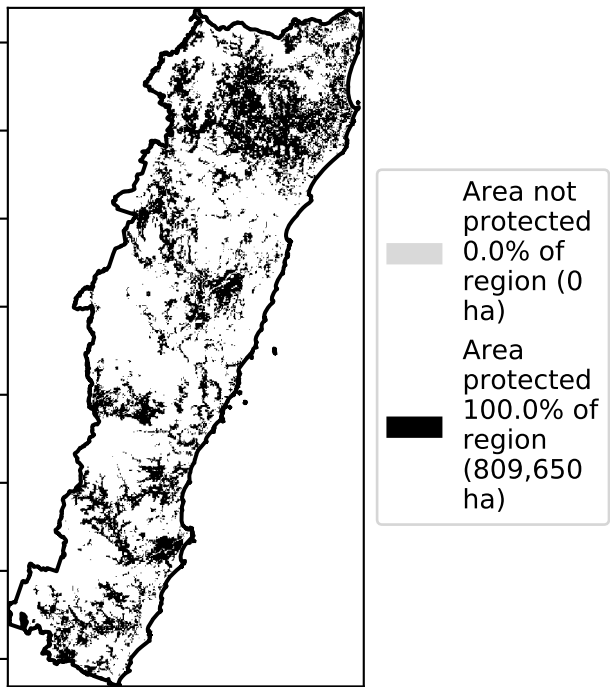 Area not
protected
0.0% of
region (0
ha)
Area
protected
100.0% of
region
(809,650
ha)